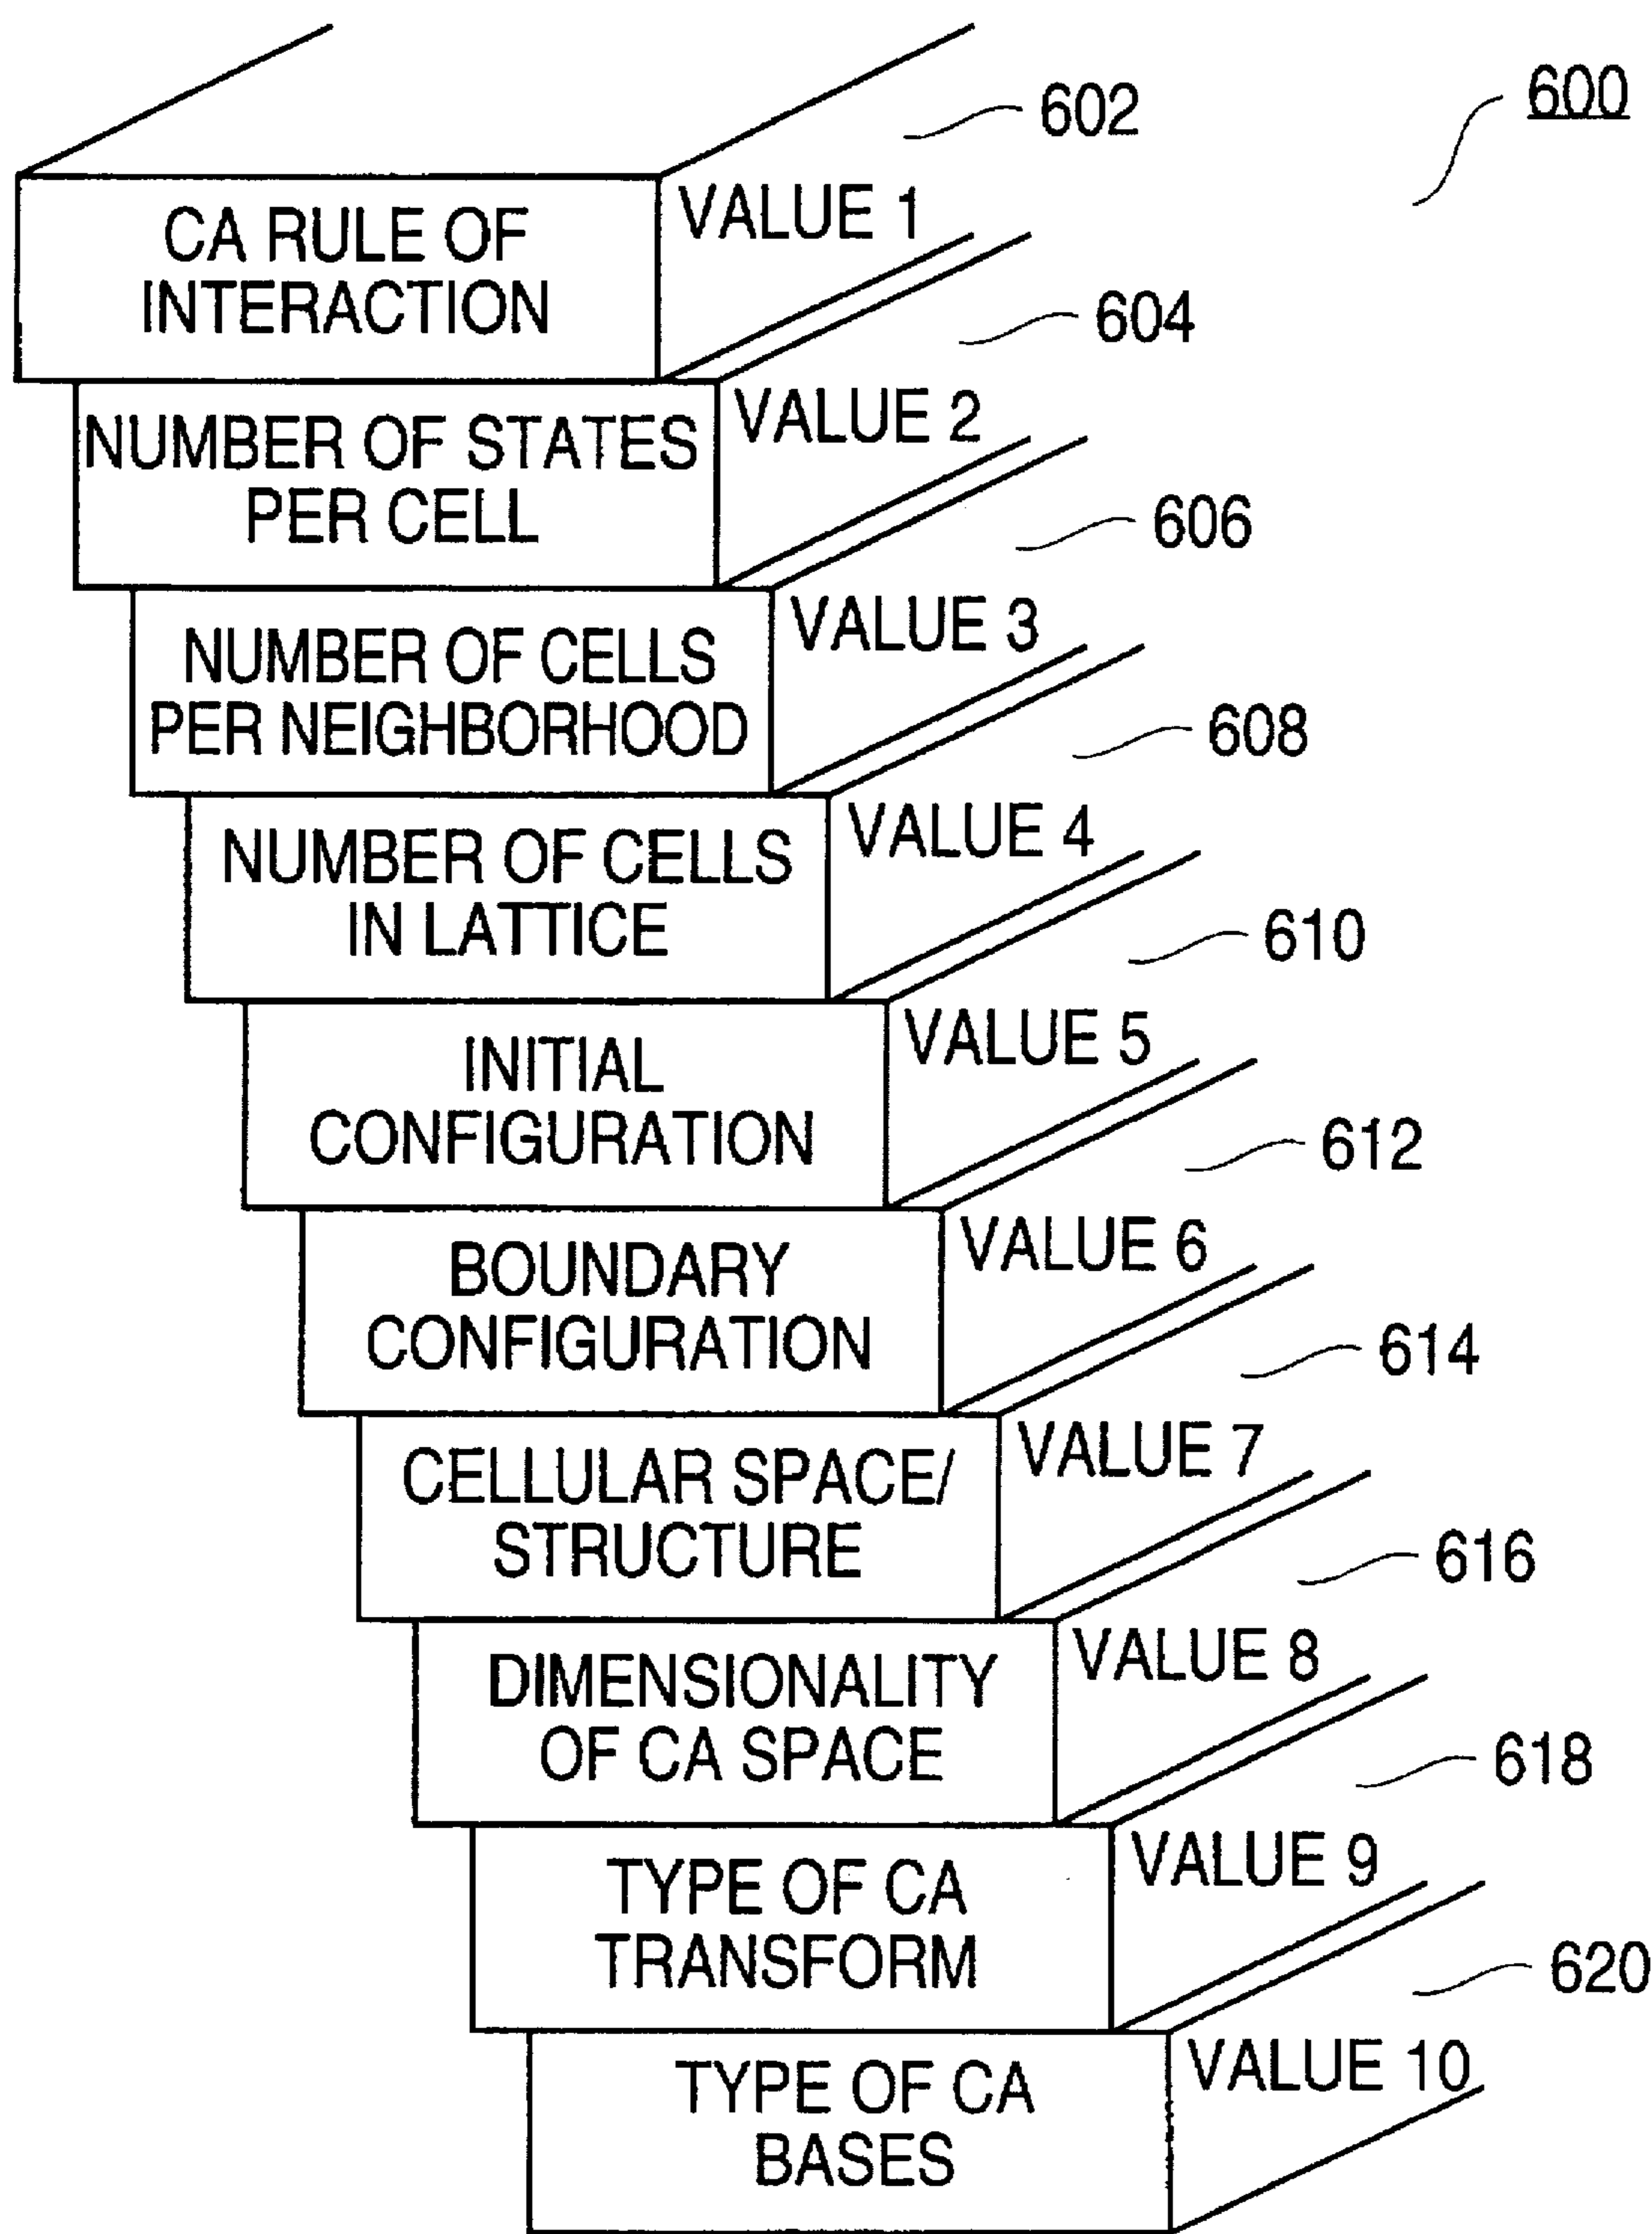 602
600
CA RULE OF
INTERACTION
VALUE 1
604
NUMBER OF STATES
PER CELL
VALUE 2
606
NUMBER OF CELLS
PER NEIGHBORHOOD
VALUE 3
608
NUMBER OF CELLS
IN LATTICE
VALUE 4
610
INITIAL
CONFIGURATION
VALUE 5
612
BOUNDARY
CONFIGURATION
VALUE 6
614
CELLULAR SPACE/
STRUCTURE
VALUE 7
616
DIMENSIONALITY
OF CA SPACE
VALUE 8
618
TYPE OF CA
TRANSFORM
VALUE 9
620
TYPE OF CA
BASES
VALUE 10